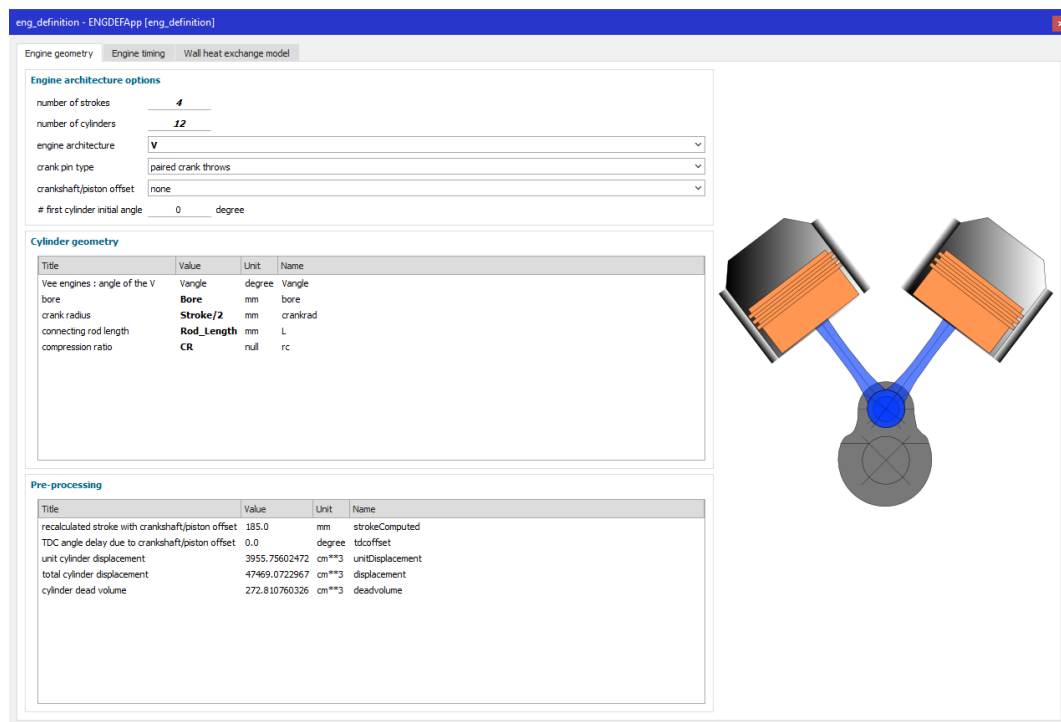 eng_definition - ENGDEFApp [eng_definition]
Engine geometry Engine timing Wall heat exchange model
Engine architecture options
number of strokes 4
number of cylinders 12
engine architecture V
crank pin type paired crank throws
crankshaft/piston offset none
# first cylinder initial angle 0 degree
Cylinder geometry
Title Value Unit Name
Vee engines : angle of the V Vangle degree Vangle
bore Bore mm bore
crank radius Stroke/2 mm crankrad
connecting rod length Rod_Length mm L
compression ratio CR null rc
Pre-processing
Title Value Unit Name
recalculated stroke with crankshaft/piston offset 185.0 mm strokeComputed
TDC angle delay due to crankshaft/piston offset 0.0 degree tdcoffset
unit cylinder displacement 3955.75602472 cm**3 unitDisplacement
total cylinder displacement 47469.0722967 cm**3 displacement
cylinder dead volume 272.810760326 cm**3 deadvolume